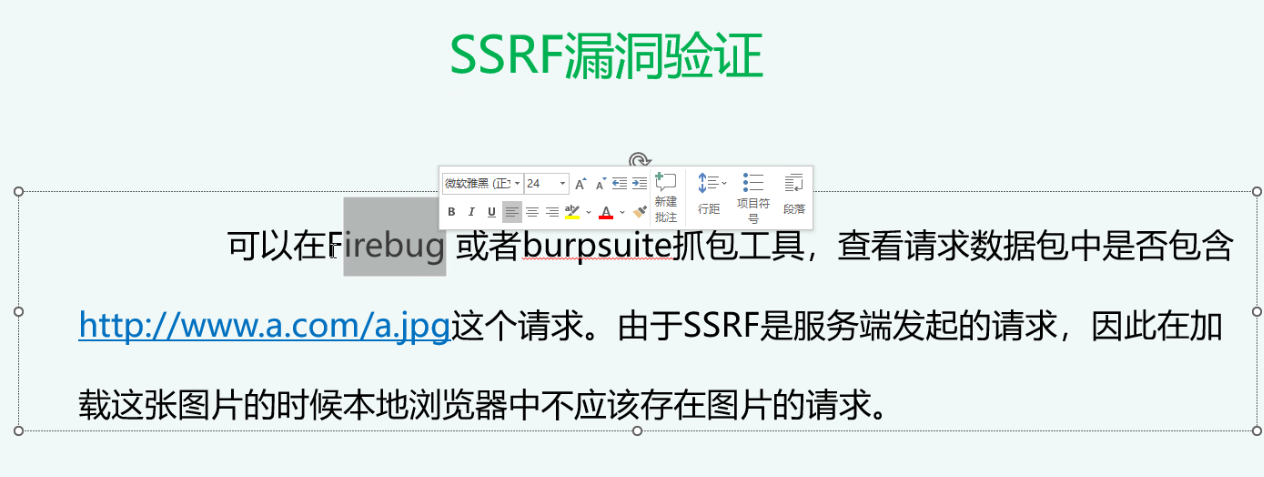 SSRF漏洞验证
微软雅黑 (正文
24
新建
批注
行距
项目符
号
段落
B I U
可以在Firebug 或者burpsuite抓包工具，查看请求数据包中是否包含
http://www.a.com/a.jpg这个请求。由于SSRF是服务端发起的请求，因此在加
载这张图片的时候本地浏览器中不应该存在图片的请求。